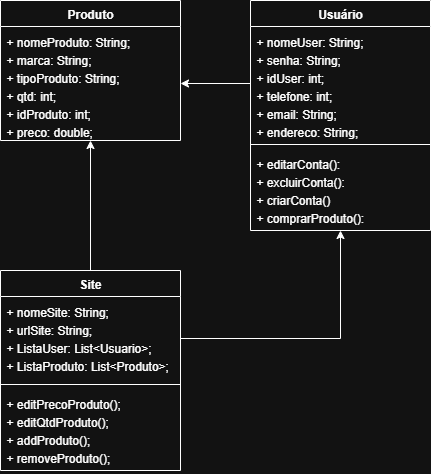 Produto
+ nomeProduto: String;
+ marca: String;
+ tipoProduto: String;
+ qtd: int;
+ idProduto: int;
+ preco: double;
Usuário
+ nomeUser: String;
+ senha: String;
+ idUser: int;
+ telefone: int;
+ email: String;
+ endereco: String;
+ editarConta():
+ excluirConta():
+ criarConta()
+ comprarProduto():
Site
+ nomeSite: String;
+ urlSite: String;
+ ListaUser: List<Usuario>;
+ ListaProduto: List<Produto>;
+ editPrecoProduto();
+ editQtdProduto();
+ addProduto();
+ removeProduto();